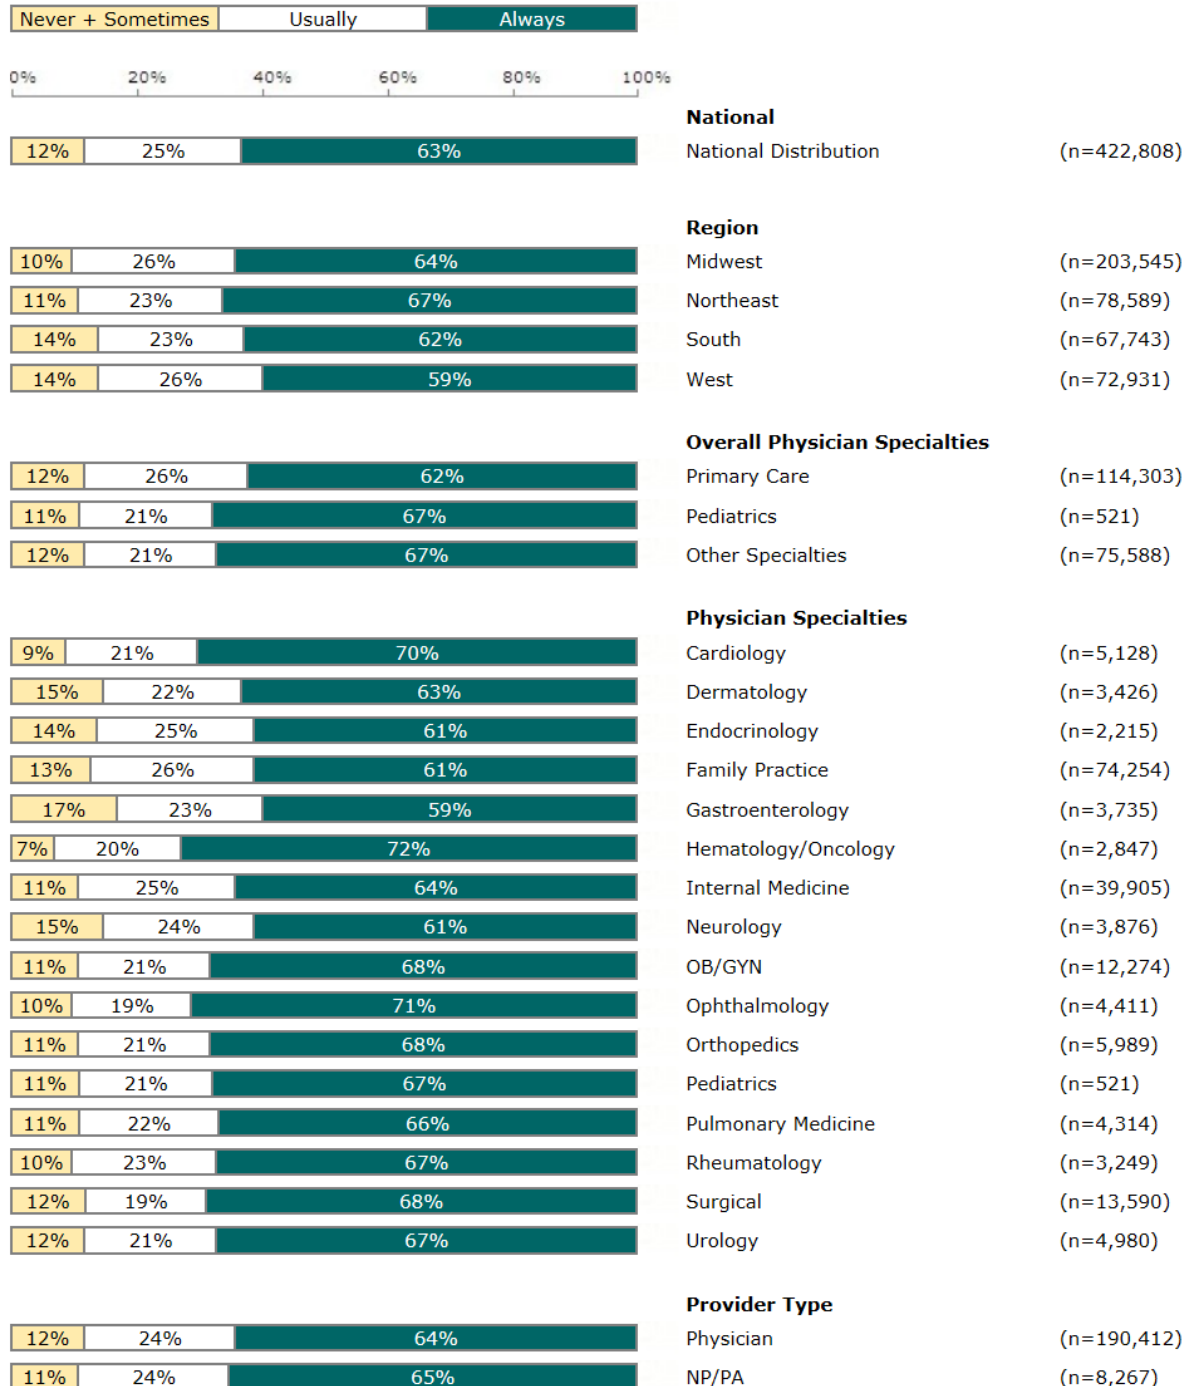 Never + Sometimes Usually Always
0% 20% 40% 60% 80% 100%
National
12% 25% 63% National Distribution (n=422,808)
Region
10% 26% 64% Midwest (n=203,545)
11% 23% 67% Northeast (n=78,589)
14% 23% 62% South (n=67,743)
14% 26% 59% West (n=72,931)
Overall Physician Specialties
12% 26% 62% Primary Care (n=114,303)
11% 21% 67% Pediatrics (n=521)
12% 21% 67% Other Specialties (n=75,588)
Physician Specialties
9% 21% 70% Cardiology (n=5,128)
15% 22% 63% Dermatology (n=3,426)
14% 25% 61% Endocrinology (n=2,215)
13% 26% 61% Family Practice (n=74,254)
17% 23% 59% Gastroenterology (n=3,735)
7% 20% 72% Hematology/Oncology (n=2,847)
11% 25% 64% Internal Medicine (n=39,905)
15% 24% 61% Neurology (n=3,876)
11% 21% 68% OB/GYN (n=12,274)
10% 19% 71% Ophthalmology (n=4,411)
11% 21% 68% Orthopedics (n=5,989)
11% 21% 67% Pediatrics (n=521)
11% 22% 66% Pulmonary Medicine (n=4,314)
10% 23% 67% Rheumatology (n=3,249)
12% 19% 68% Surgical (n=13,590)
12% 21% 67% Urology (n=4,980)
Provider Type
12% 24% 64% Physician (n=190,412)
11% 24% 65% NP/PA (n=8,267)